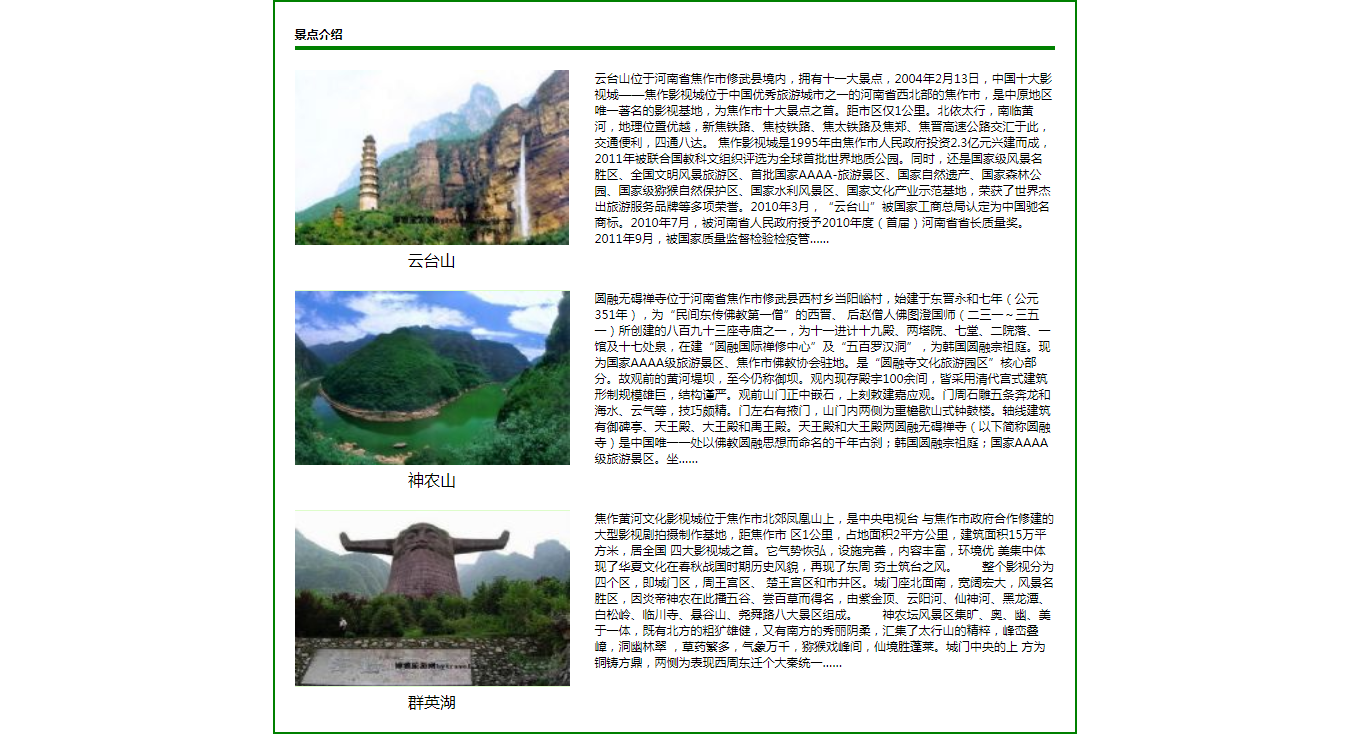 景点介绍
云台山位于河南省焦作市修武县境内，拥有十一大景点，2004年2月13日，中国十大影
视城——焦作影视城位于中国优秀旅游城市之一的河南省西北部的焦作市，是中原地区
唯一著名的影视基地，为焦作市十大景点之首。距市区仅1公里。北依太行，南临黄
河，地理位置优越，新焦铁路、焦枝铁路、焦太铁路及焦郑、焦晋高速公路交汇于此，
交通便利，四通八达。 焦作影视城是1995年由焦作市人民政府投资2.3亿元兴建而成，
2011年被联合国教科文组织评选为全球首批世界地质公园。同时，还是国家级风景名
胜区、全国文明风景旅游区、首批国家AAAA-旅游景区、国家自然遗产、国家森林公
园、国家级猕猴自然保护区、国家水利风景区、国家文化产业示范基地，荣获了世界杰
出旅游服务品牌等多项荣誉。2010年3月，“云台山”被国家工商总局认定为中国驰名
商标。2010年7月，被河南省人民政府授予2010年度（首届）河南省省长质量奖。
2011年9月，被国家质量监督检验检疫管......
云台山
圆融无碍禅寺位于河南省焦作市修武县西村乡当阳峪村，始建于东晋永和七年（公元
351年），为“民间东传佛教第一僧”的西晋、 后赵僧人佛图澄国师（二三一～三五
一）所创建的八百九十三座寺庙之一，为十一进计十九殿、两塔院、七堂、二院落、一
馆及十七处泉，在建“圆融国际禅修中心”及“五百罗汉洞”，为韩国圆融宗祖庭。现
为国家AAAA级旅游景区、焦作市佛教协会驻地。是“圆融寺文化旅游园区”核心部
分。故观前的黄河堤坝，至今仍称御坝。观内现存殿宇100余间，皆采用清代宫式建筑
形制规模雄巨，结构谨严。观前山门正中嵌石，上刻敕建嘉应观。门周石雕五条奔龙和
海水、云气等，技巧颇精。门左右有掖门，山门内两侧为重檐歇山式钟鼓楼。轴线建筑
有御碑亭、天王殿、大王殿和禹王殿。天王殿和大王殿两圆融无碍禅寺（以下简称圆融
寺）是中国唯一一处以佛教圆融思想而命名的千年古刹；韩国圆融宗祖庭；国家AAAA
级旅游景区。坐......
神农山
焦作黄河文化影视城位于焦作市北郊凤凰山上，是中央电视台 与焦作市政府合作修建的
大型影视剧拍摄制作基地，距焦作市 区1公里，占地面积2平方公里，建筑面积15万平
方米，居全国 四大影视城之首。它气势恢弘，设施完善，内容丰富，环境优 美集中体
现了华夏文化在春秋战国时期历史风貌，再现了东周 夯土筑台之风。　　整个影视分为
四个区，即城门区，周王宫区、 楚王宫区和市井区。城门座北面南，宽阔宏大，风景名
胜区，因炎帝神农在此播五谷、尝百草而得名，由紫金顶、云阳河、仙神河、黑龙潭、
白松岭、临川寺、悬谷山、尧舜路八大景区组成。　　神农坛风景区集旷、奥、幽、美
于一体，既有北方的粗犷雄健，又有南方的秀丽阴柔，汇集了太行山的精粹，峰峦叠
嶂，洞幽林翠 ，草药繁多，气象万千，猕猴戏峰间，仙境胜蓬莱。城门中央的上 方为
铜铸方鼎，两侧为表现西周东迁个大秦统一......
群英湖